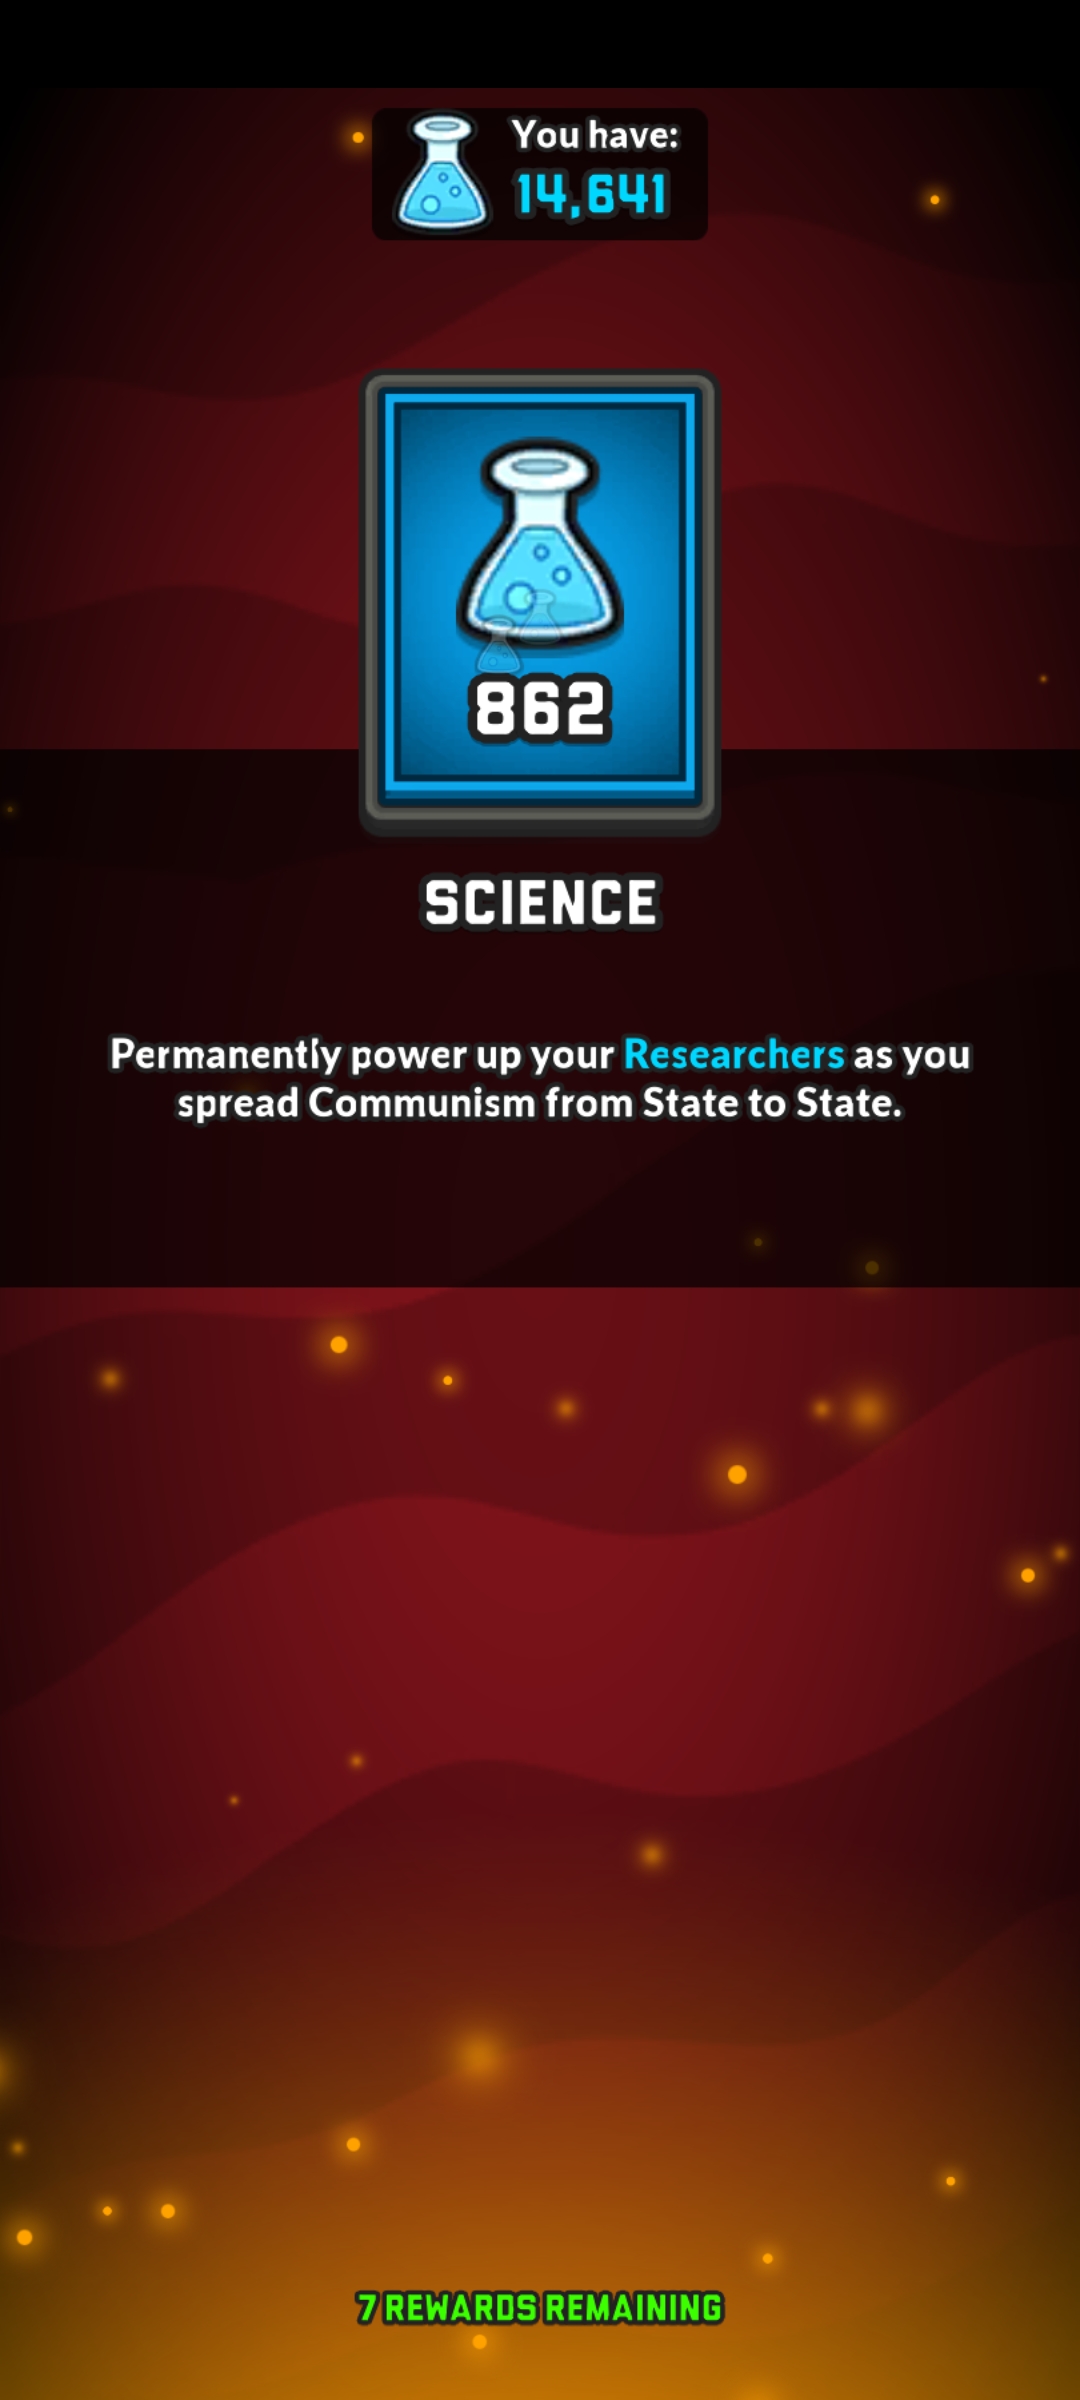 You have:
14,641
862
SCIENCE
Permanently power up your Researchers as you
spread Communism from State to State.
7 REWARDS REMAINING